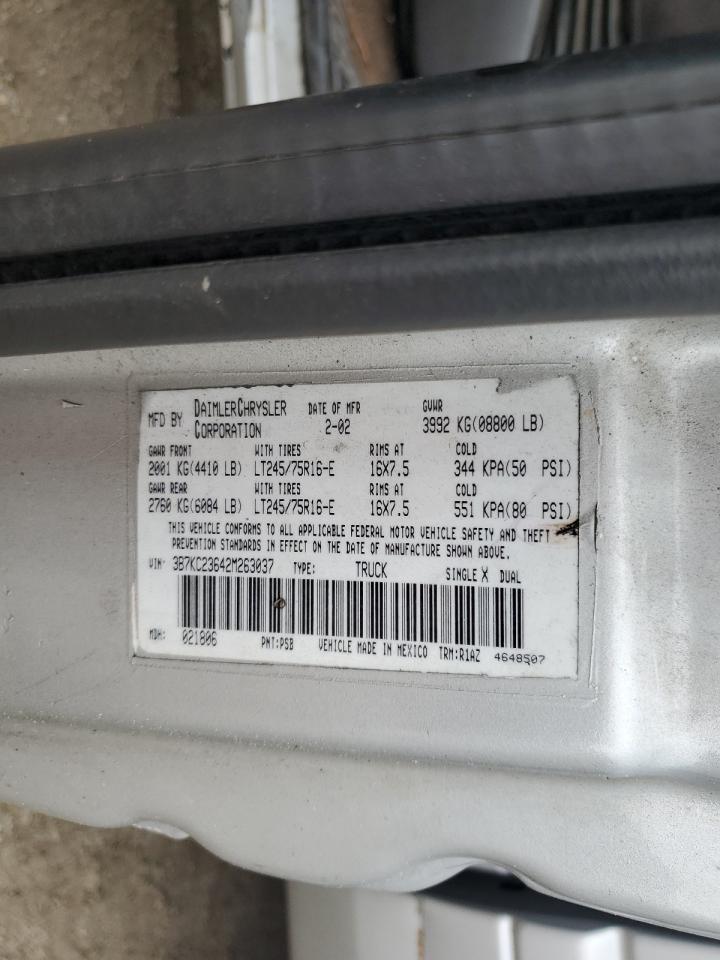 MFD BY DAIMLERCHRYSLER CORPORATION DATE OF MFR 2-02 GVWR 3992 KG(08800 LB)
GAWR FRONT WITH TIRES RIMS AT COLD
2001 KG(4410 LB) LT245/75R16-E 16X7.5 344 KPA(50 PSI)
GAWR REAR WITH TIRES RIMS AT COLD
2760 KG(6084 LB) LT245/75R16-E 16X7.5 551 KPA(80 PSI)
THIS VEHICLE CONFORMS TO ALL APPLICABLE FEDERAL MOTOR VEHICLE SAFETY AND THEFT
PREVENTION STANDARDS IN EFFECT ON THE DATE OF MANUFACTURE SHOWN ABOVE.
VIN: 3B7KC23642M263037 TYPE: TRUCK SINGLE X DUAL
MDH: 021806 PNT:PSB VEHICLE MADE IN MEXICO TRM:R1AZ 4648507